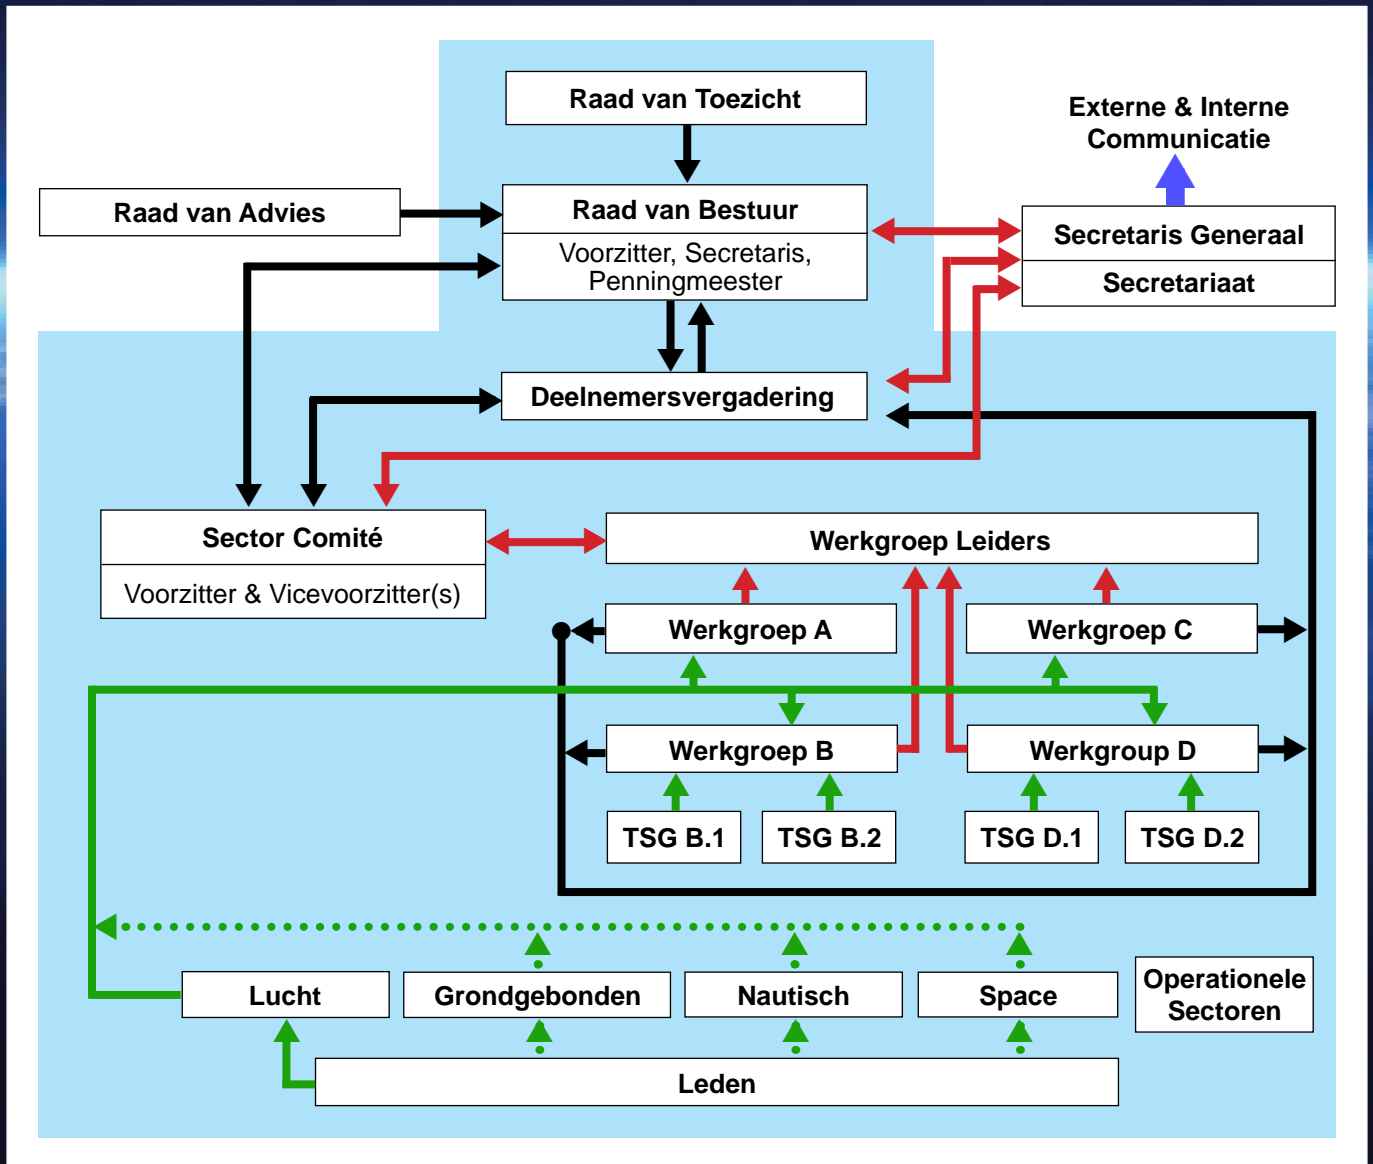 Raad van Toezicht
Externe & Interne
Communicatie
Raad van Advies
Raad van Bestuur
Voorzitter, Secretaris,
Penningmeester
Secretaris Generaal
Secretariaat
Deelnemersvergadering
Sector Comité
Voorzitter & Vicevoorzitter(s)
Werkgroep Leiders
Werkgroep A
Werkgroep C
Werkgroep B
Werkgroup D
TSG B.1
TSG B.2
TSG D.1
TSG D.2
Lucht
Grondgebonden
Nautisch
Space
Operationele
Sectoren
Leden